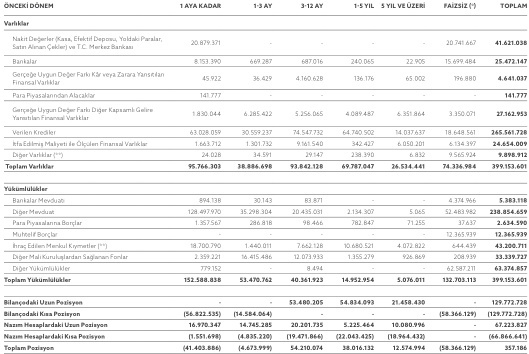 ÖNCEKİ DÖNEM 1 AYA KADAR 1-3 AY 3-12 AY 1-5 YIL 5 YIL VE ÜZERİ FAİZSİZ (*) TOPLAM
Varlıklar
Nakit Değerler (Kasa, Efektif Deposu, Yoldaki Paralar,
Satın Alınan Çekler) ve T.C. Merkez Bankası 20.879.371 - - - - 20.741.667 41.621.038
Bankalar 8.153.390 669.287 687.016 240.065 22.905 15.699.484 25.472.147
Gerçeğe Uygun Değer Farkı Kâr veya Zarara Yansıtılan
Finansal Varlıklar 45.922 36.429 4.160.628 136.176 65.002 196.880 4.641.037
Para Piyasalarından Alacaklar 141.777 - - - - - 141.777
Gerçeğe Uygun Değer Farkı Diğer Kapsamlı Gelire
Yansıtılan Finansal Varlıklar 1.830.044 6.285.422 5.256.065 4.089.487 6.351.864 3.350.071 27.162.953
Verilen Krediler 63.028.059 30.559.237 74.547.732 64.740.502 14.037.637 18.648.561 265.561.728
İtfa Edilmiş Maliyeti ile Ölçülen Finansal Varlıklar 1.663.712 1.301.732 9.161.540 342.427 6.050.201 6.134.397 24.654.009
Diğer Varlıklar (**) 24.028 34.591 29.147 238.390 6.832 9.565.924 9.898.912
Toplam Varlıklar 95.766.303 38.886.698 93.842.128 69.787.047 26.534.441 74.336.984 399.153.601
Yükümlülükler
Bankalar Mevduatı 894.138 30.143 83.871 - - 4.374.966 5.383.118
Diğer Mevduat 128.497.970 35.298.304 20.435.031 2.134.307 5.065 52.483.982 238.854.659
Para Piyasalarına Borçlar 1.357.567 286.818 98.466 782.847 71.255 37.637 2.634.590
Muhtelif Borçlar - - - - - 12.365.939 12.365.939
İhraç Edilen Menkul Kıymetler (**) 18.700.790 1.440.011 7.662.128 10.680.521 4.072.822 644.439 43.200.711
Diğer Mali Kuruluşlardan Sağlanan Fonlar 2.359.221 16.415.486 12.073.933 1.355.279 926.869 208.939 33.339.727
Diğer Yükümlülükler 779.152 - 8.494 - - 62.587.211 63.374.857
Toplam Yükümlülükler 152.588.838 53.470.762 40.361.923 14.952.954 5.076.011 132.703.113 399.153.601
Bilançodaki Uzun Pozisyon - - 53.480.205 54.834.093 21.458.430 - 129.772.728
Bilançodaki Kısa Pozisyon (56.822.535) (14.584.064) - - - (58.366.129) (129.772.728)
Nazım Hesaplardaki Uzun Pozisyon 16.970.347 14.745.285 20.201.735 5.225.464 10.080.996 - 67.223.827
Nazım Hesaplardaki Kısa Pozisyon (1.551.698) (4.835.220) (19.471.866) (22.043.425) (18.964.432) - (66.866.641)
Toplam Pozisyon (41.403.886) (4.673.999) 54.210.074 38.016.132 12.574.994 (58.366.129) 357.186